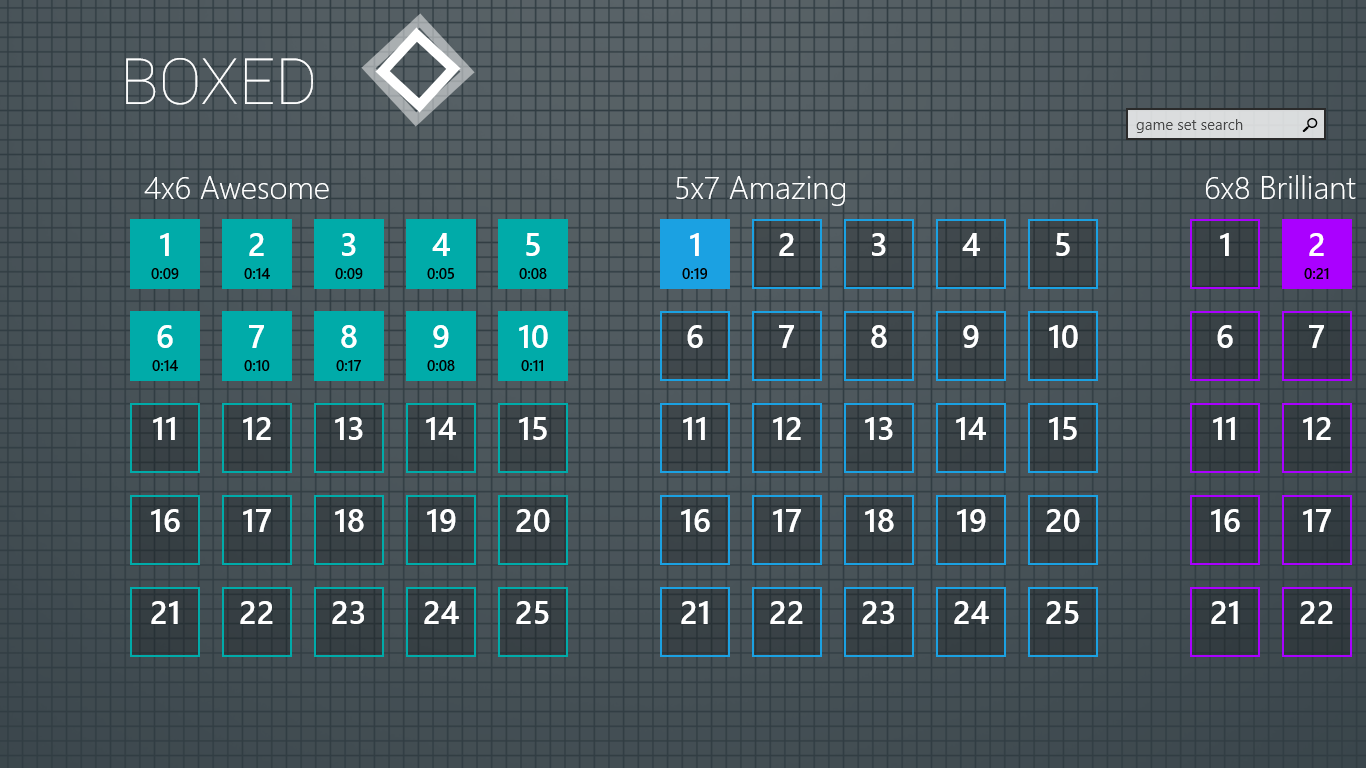 BOXED
game set search
4x6 Awesome
1 2 3 4 5
0:09 0:14 0:09 0:05 0:08
6 7 8 9 10
0:14 0:10 0:17 0:08 0:11
11 12 13 14 15
16 17 18 19 20
21 22 23 24 25
5x7 Amazing
1 2 3 4 5
0:19
6 7 8 9 10
11 12 13 14 15
16 17 18 19 20
21 22 23 24 25
6x8 Brilliant
1 2
0:21
6 7
11 12
16 17
21 22